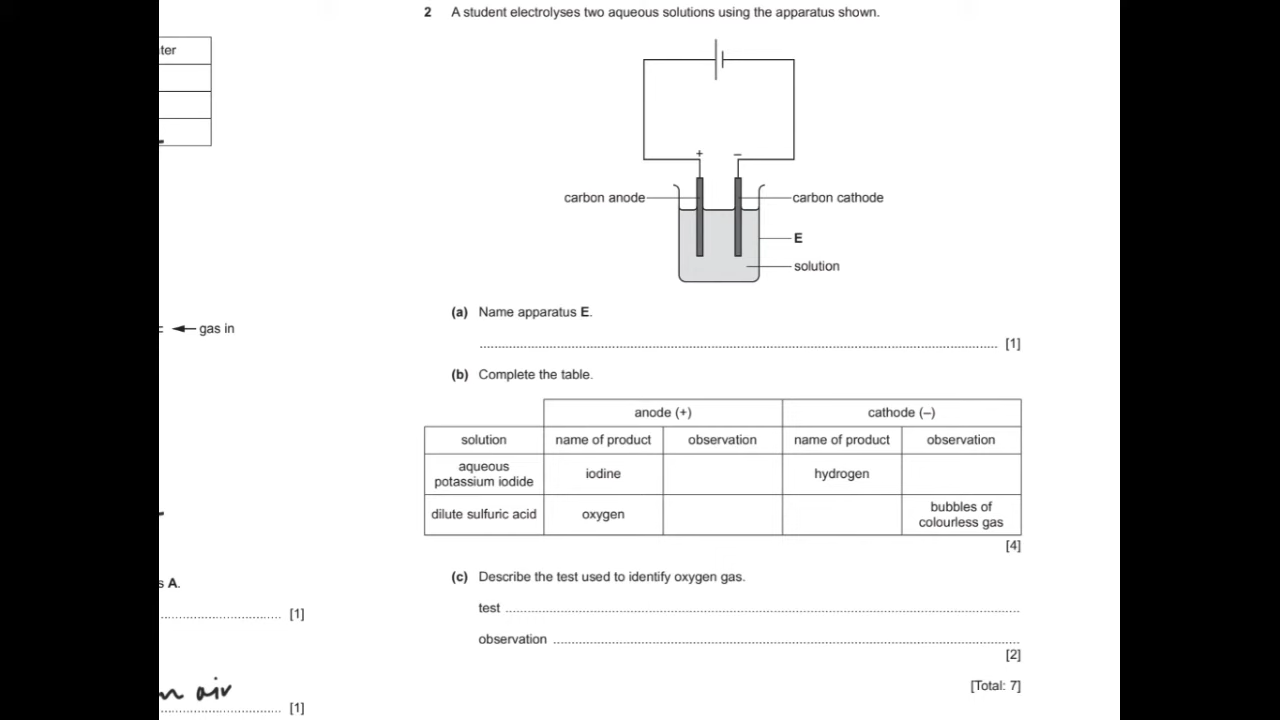 ter
gas in
s A.
[1]
n air
[1]
2 A student electrolyses two aqueous solutions using the apparatus shown.
+ –
carbon anode
carbon cathode
E
solution
(a) Name apparatus E.
[1]
(b) Complete the table.
anode (+) cathode (–)
solution name of product observation name of product observation
aqueous
potassium iodide iodine hydrogen
dilute sulfuric acid oxygen bubbles of
colourless gas
[4]
(c) Describe the test used to identify oxygen gas.
test
observation
[2]
[Total: 7]